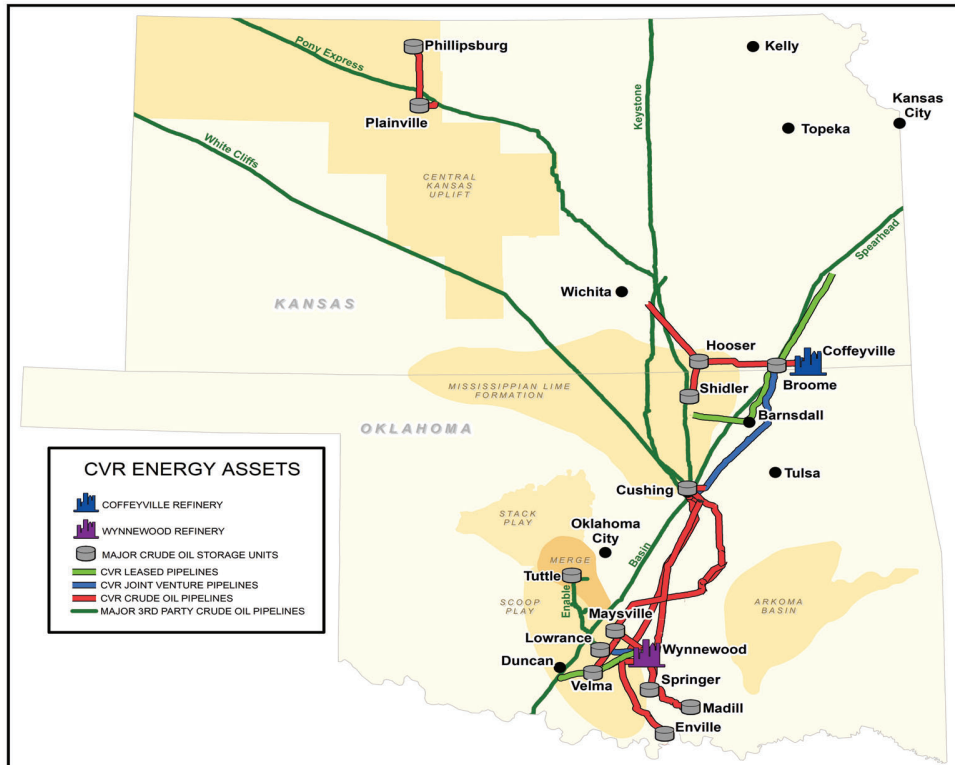 Phillipsburg
Kelly
Pony Express
Plainville
Keystone
Kansas
City
Topeka
White Cliffs
CENTRAL
KANSAS
UPLIFT
Spearhead
Wichita
KANSAS
Hooser
Coffeyville
Shidler
Broome
MISSISSIPPIAN LIME
FORMATION
Barnsdall
OKLAHOMA
Tulsa
Cushing
STACK
PLAY
Oklahoma
City
Basin
MERGE
Tuttle
Enable
SCOOP
PLAY
Maysville
ARKOMA
BASIN
Lowrance
Wynnewood
Duncan
Velma
Springer
Madill
Enville
CVR ENERGY ASSETS
COFFEYVILLE REFINERY
WYNNEWOOD REFINERY
MAJOR CRUDE OIL STORAGE UNITS
CVR LEASED PIPELINES
CVR JOINT VENTURE PIPELINES
CVR CRUDE OIL PIPELINES
MAJOR 3RD PARTY CRUDE OIL PIPELINES